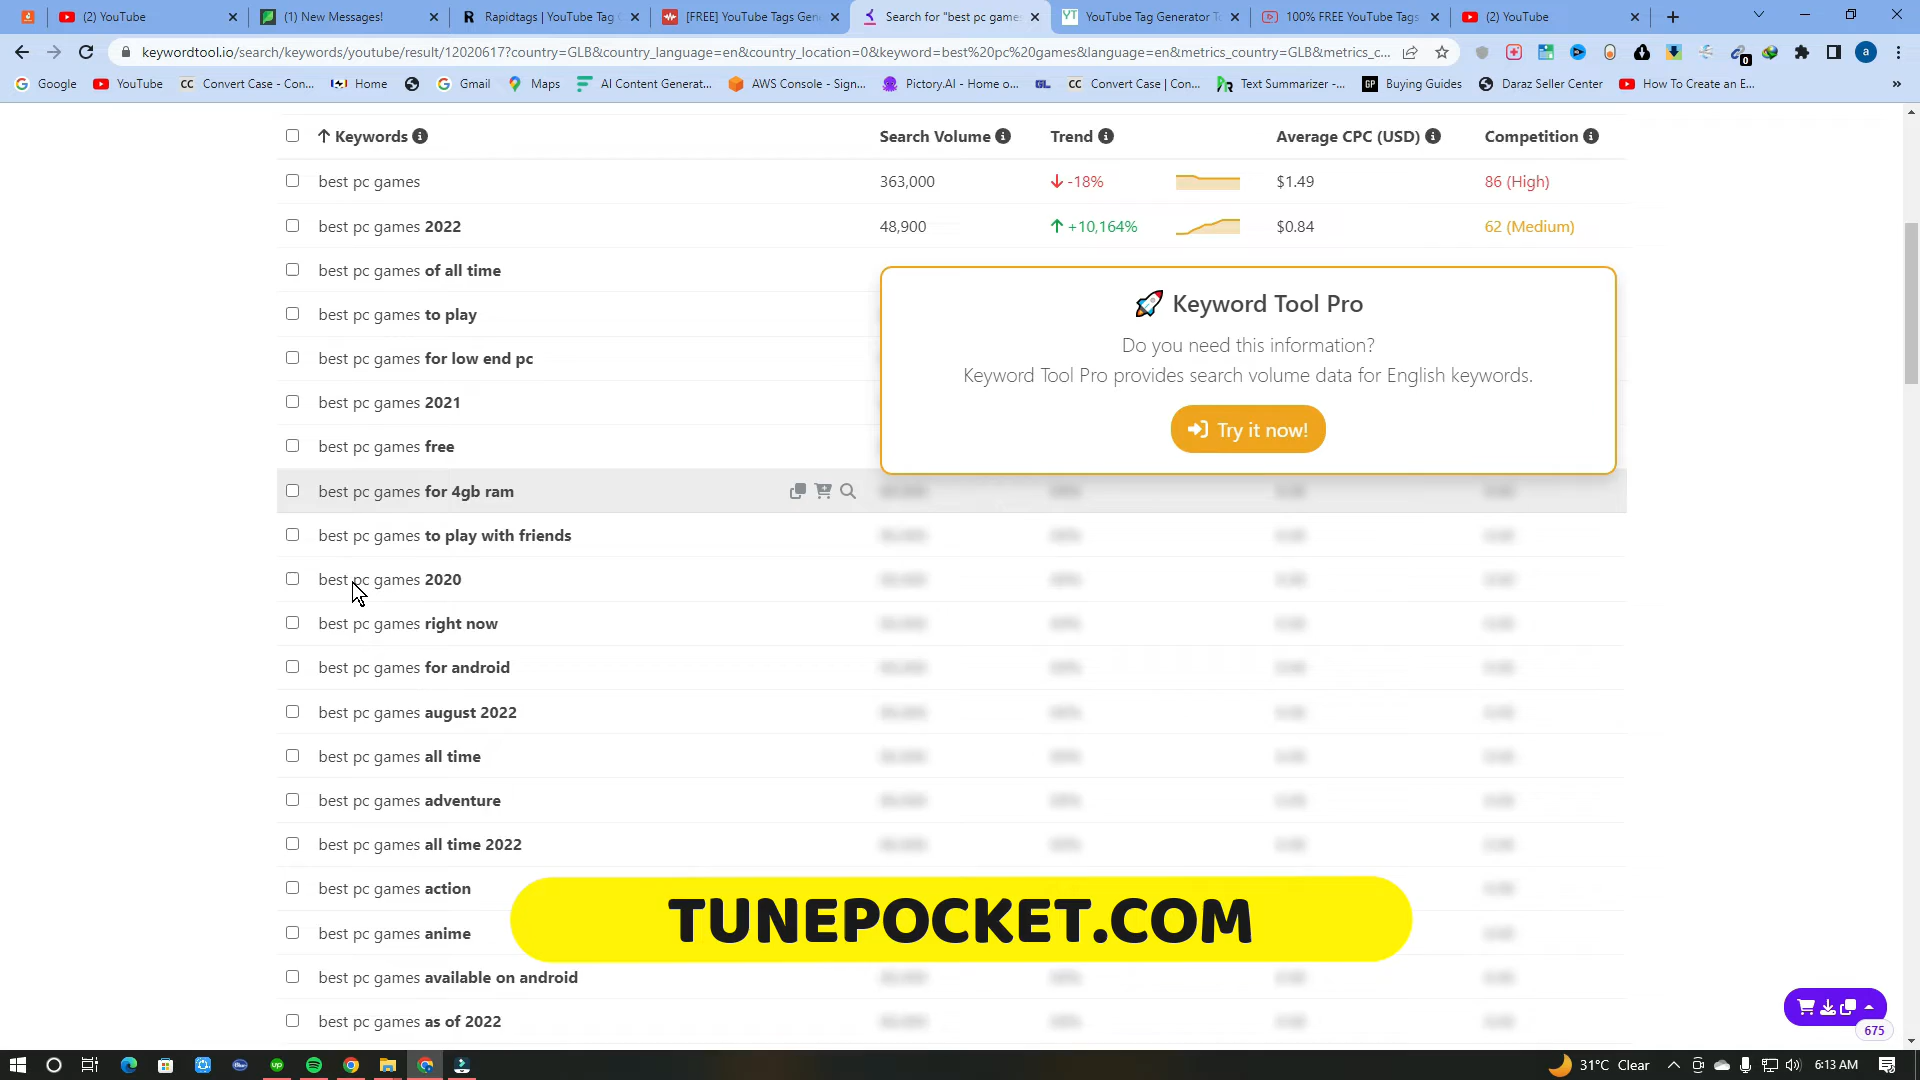 (2) YouTube
(1) New Messages!
Rapidtags | YouTube Tag
[FREE] YouTube Tags Gen
Search for "best pc game
YouTube Tag Generator T
100% FREE YouTube Tags
(2) YouTube
keywordtool.io/search/keywords/youtube/result/12020617?country=GLB&country_language=en&country_location=0&keyword=best%20pc%20games&language=en&metrics_country=GLB&metrics_c...
a
0
Google
YouTube
CC Convert Case - Con...
Home
Gmail
Maps
AI Content Generat...
AWS Console - Sign...
Pictory.AI - Home o...
GL
CC Convert Case | Con...
Text Summarizer -...
GP Buying Guides
Daraz Seller Center
How To Create an E...
»
Keywords Search Volume Trend Average CPC (USD) Competition
best pc games 363,000 -18% $1.49 86 (High)
best pc games 2022 48,900 +10,164% $0.84 62 (Medium)
best pc games of all time
best pc games to play
best pc games for low end pc
best pc games 2021
best pc games free
Keyword Tool Pro
Do you need this information?
Keyword Tool Pro provides search volume data for English keywords.
Try it now!
best pc games for 4gb ram
best pc games to play with friends
best pc games 2020
best pc games right now
best pc games for android
best pc games august 2022
best pc games all time
best pc games adventure
best pc games all time 2022
best pc games action
best pc games anime
best pc games available on android
best pc games as of 2022
TUNEPOCKET.COM
675
31°C Clear
6:13 AM